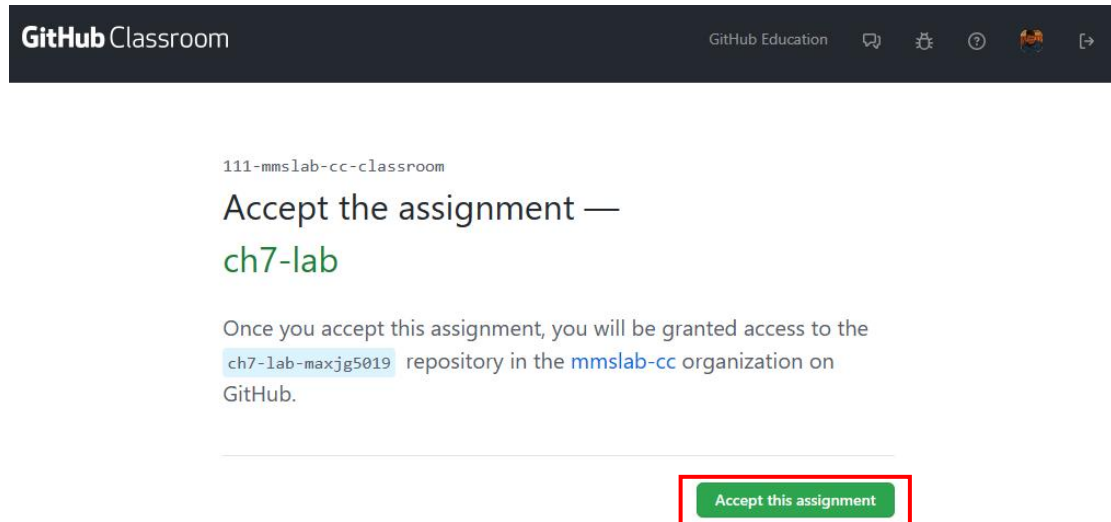 GitHub Classroom
GitHub Education
111-mmslab-cc-classroom
Accept the assignment —
ch7-lab
Once you accept this assignment, you will be granted access to the
ch7-lab-maxjg5019 repository in the mmslab-cc organization on
GitHub.
Accept this assignment